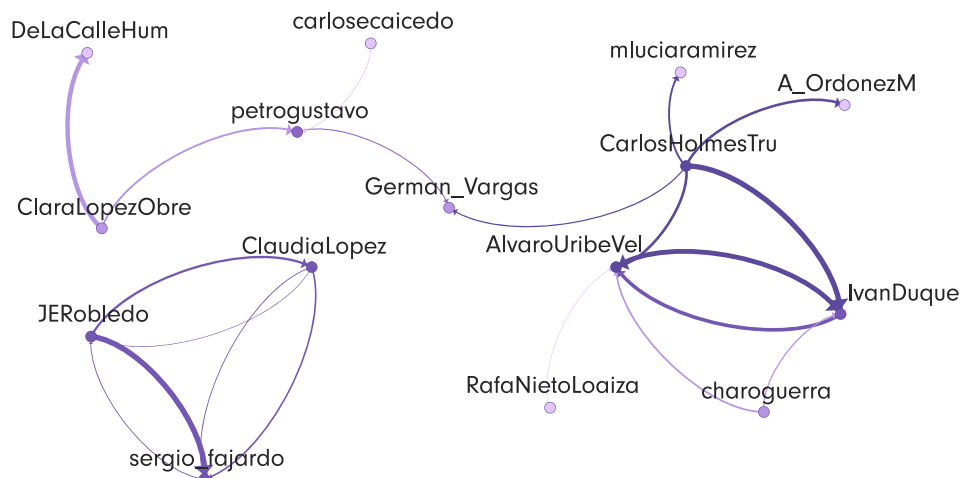 carlosecaicedo
DeLaCalleHum
mluciaramirez
A_OrdonezM
petrogustavo
CarlosHolmesTru
German_Vargas
ClaraLopezObre
ClaudiaLopez
AlvaroUribeVel
IvanDuque
JERobledo
RafaNietoLoaiza
charoguerra
sergio_fajardo